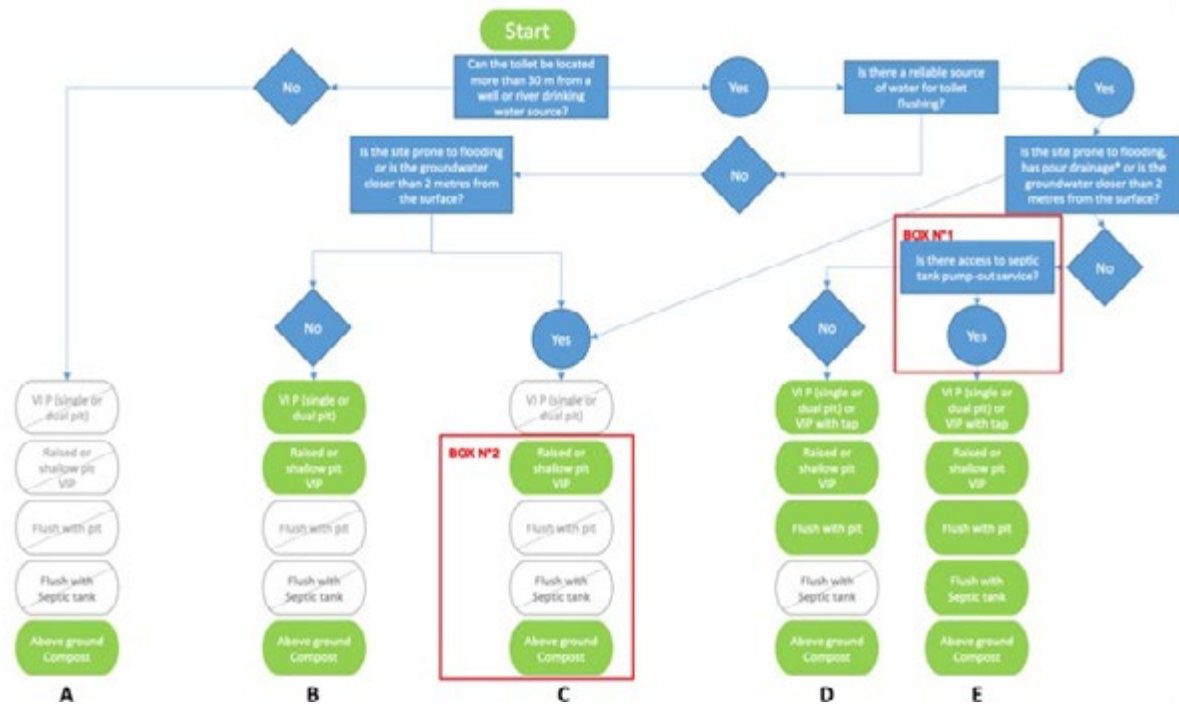 Start
Can the toilet be located
more than 30 m from a
well or river drinking
water source?
No
Yes
Is there a reliable source
of water for toilet
flushing?
Yes
Is the site prone to flooding
or is the groundwater
closer than 2 metres from
the surface?
No
Is the site prone to flooding,
has pour drainage* or is the
groundwater closer than 2
metres from the surface?
BOX N°1
Is there access to septic
tank pump-out service?
No
No
Yes
No
Yes
VI P (single or
dual pit)
Raised or
shallow pit
VIP
Flush with pit
Flush with
Septic tank
Above ground
Compost
A
VI P (single or
dual pit)
Raised or
shallow pit
VIP
Flush with pit
Flush with
Septic tank
Above ground
Compost
B
VI P (single or
dual pit)
BOX N°2
Raised or
shallow pit
VIP
Flush with pit
Flush with
Septic tank
Above ground
Compost
C
VI P (single or
dual pit) or
VIP with tap
Raised or
shallow pit
VIP
Flush with pit
Flush with
Septic tank
Above ground
Compost
D
VI P (single or
dual pit) or
VIP with tap
Raised or
shallow pit
VIP
Flush with pit
Flush with
Septic tank
Above ground
Compost
E